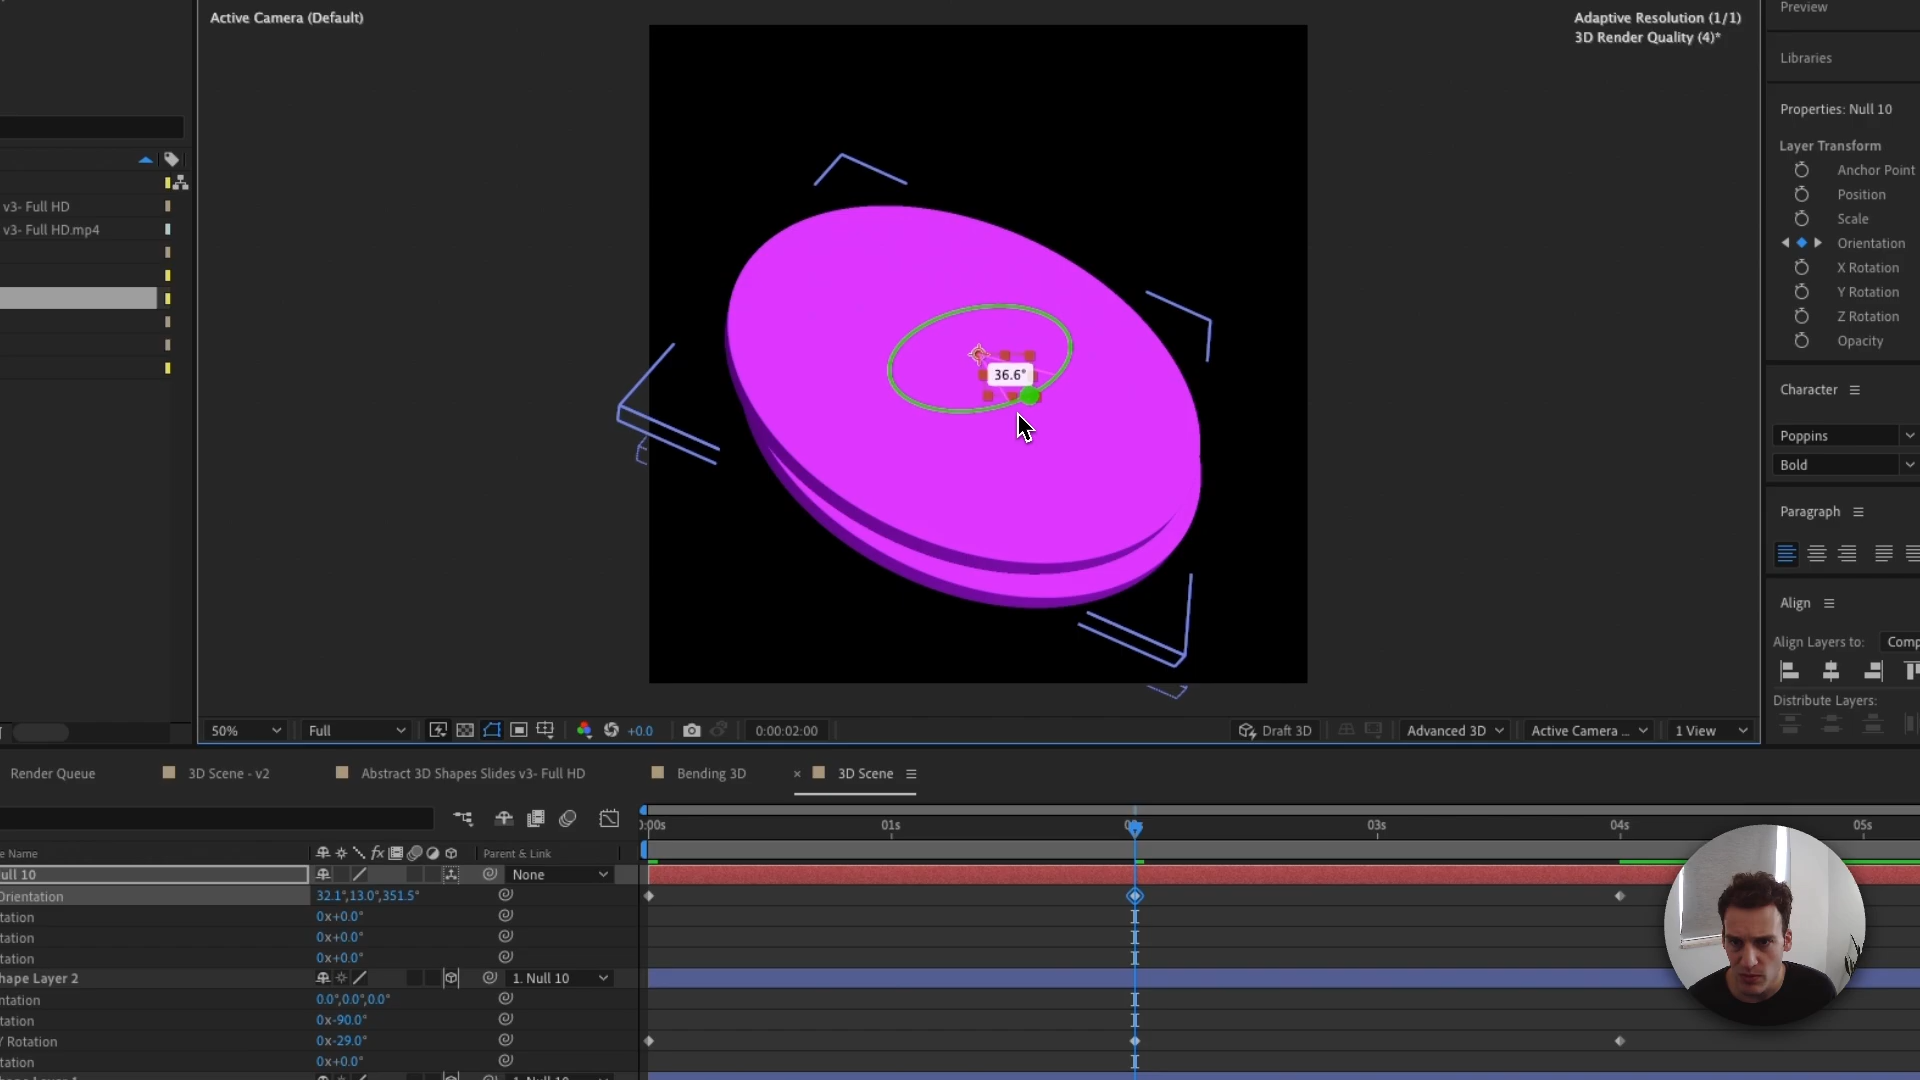 Active Camera (Default)
Adaptive Resolution (1/1)
3D Render Quality (4)*
Preview
Libraries
Properties: Null 10
Layer Transform
Anchor Point
Position
Scale
Orientation
X Rotation
Y Rotation
Z Rotation
Opacity
v3- Full HD
v3- Full HD.mp4
36.6°
Character
Poppins
Bold
Paragraph
Align
Align Layers to:
Comp
Distribute Layers:
50%
Full
+0.0
0:00:02:00
Draft 3D
Advanced 3D
Active Camera ...
1 View
Render Queue
3D Scene - v2
Abstract 3D Shapes Slides v3- Full HD
Bending 3D
× 3D Scene
0:00s 01s 03s 04s 05s
e Name
fx
Parent & Link
ull 10
None
Orientation
32.1°,13.0°,351.5°
tation
0x+0.0°
tation
0x+0.0°
tation
0x+0.0°
hape Layer 2
1. Null 10
ntation
0.0°,0.0°,0.0°
tation
0x-90.0°
Y Rotation
0x-29.0°
tation
0x+0.0°